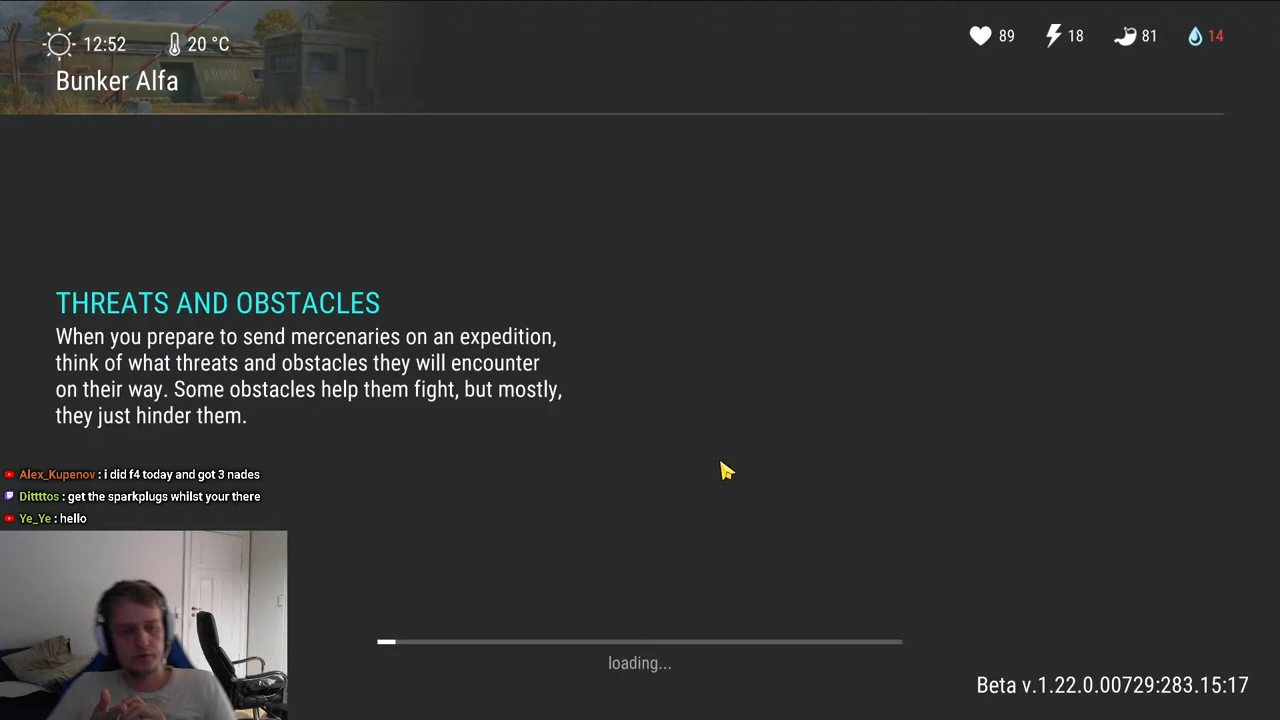 12:52 20 °C 89 18 81 14
Bunker Alfa
THREATS AND OBSTACLES
When you prepare to send mercenaries on an expedition,
think of what threats and obstacles they will encounter
on their way. Some obstacles help them fight, but mostly,
they just hinder them.
Alex_Kupenov : i did f4 today and got 3 nades
Dittttos : get the sparkplugs whilst your there
Ye_Ye : hello
loading...
Beta v.1.22.0.00729:283.15:17